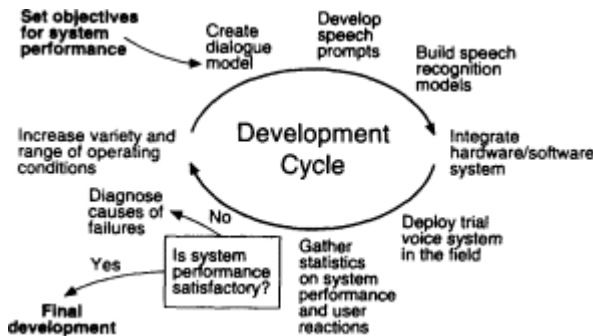 Set objectives
for system
performance
Create
dialogue
model
Develop
speech
prompts
Build speech
recognition
models
Increase variety and
range of operating
conditions
Development
Cycle
Integrate
hardware/software
system
Diagnose
causes of
failures
No
Deploy trial
voice system
in the field
Is system
performance
satisfactory?
Gather
statistics
on system
performance
and user
reactions
Yes
Final
development